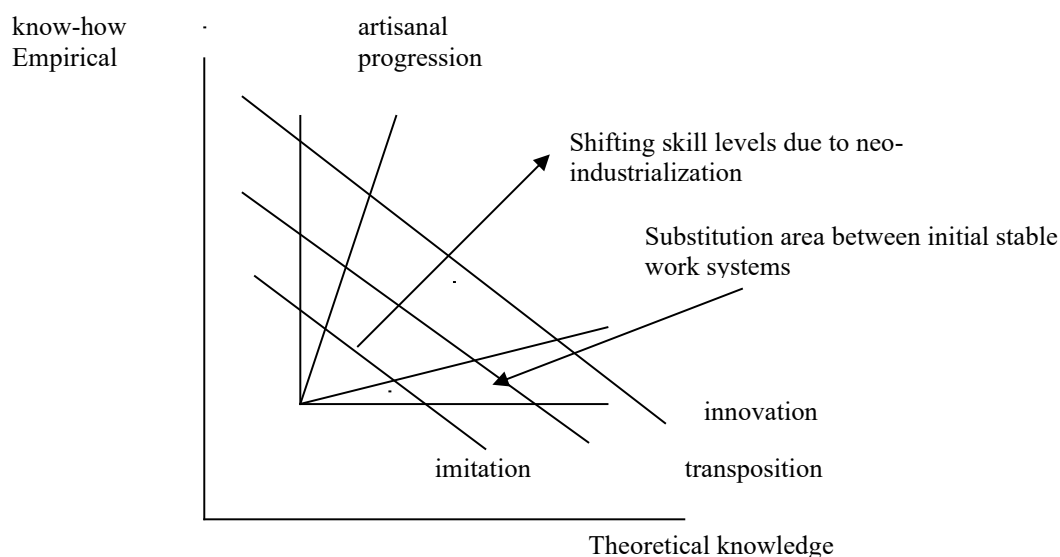 know-how
Empirical
artisanal
progression
Shifting skill levels due to neo-
industrialization
Substitution area between initial stable
work systems
innovation
imitation
transposition
Theoretical knowledge